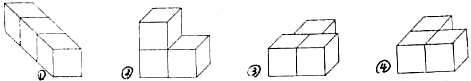 ① ② ③ ④